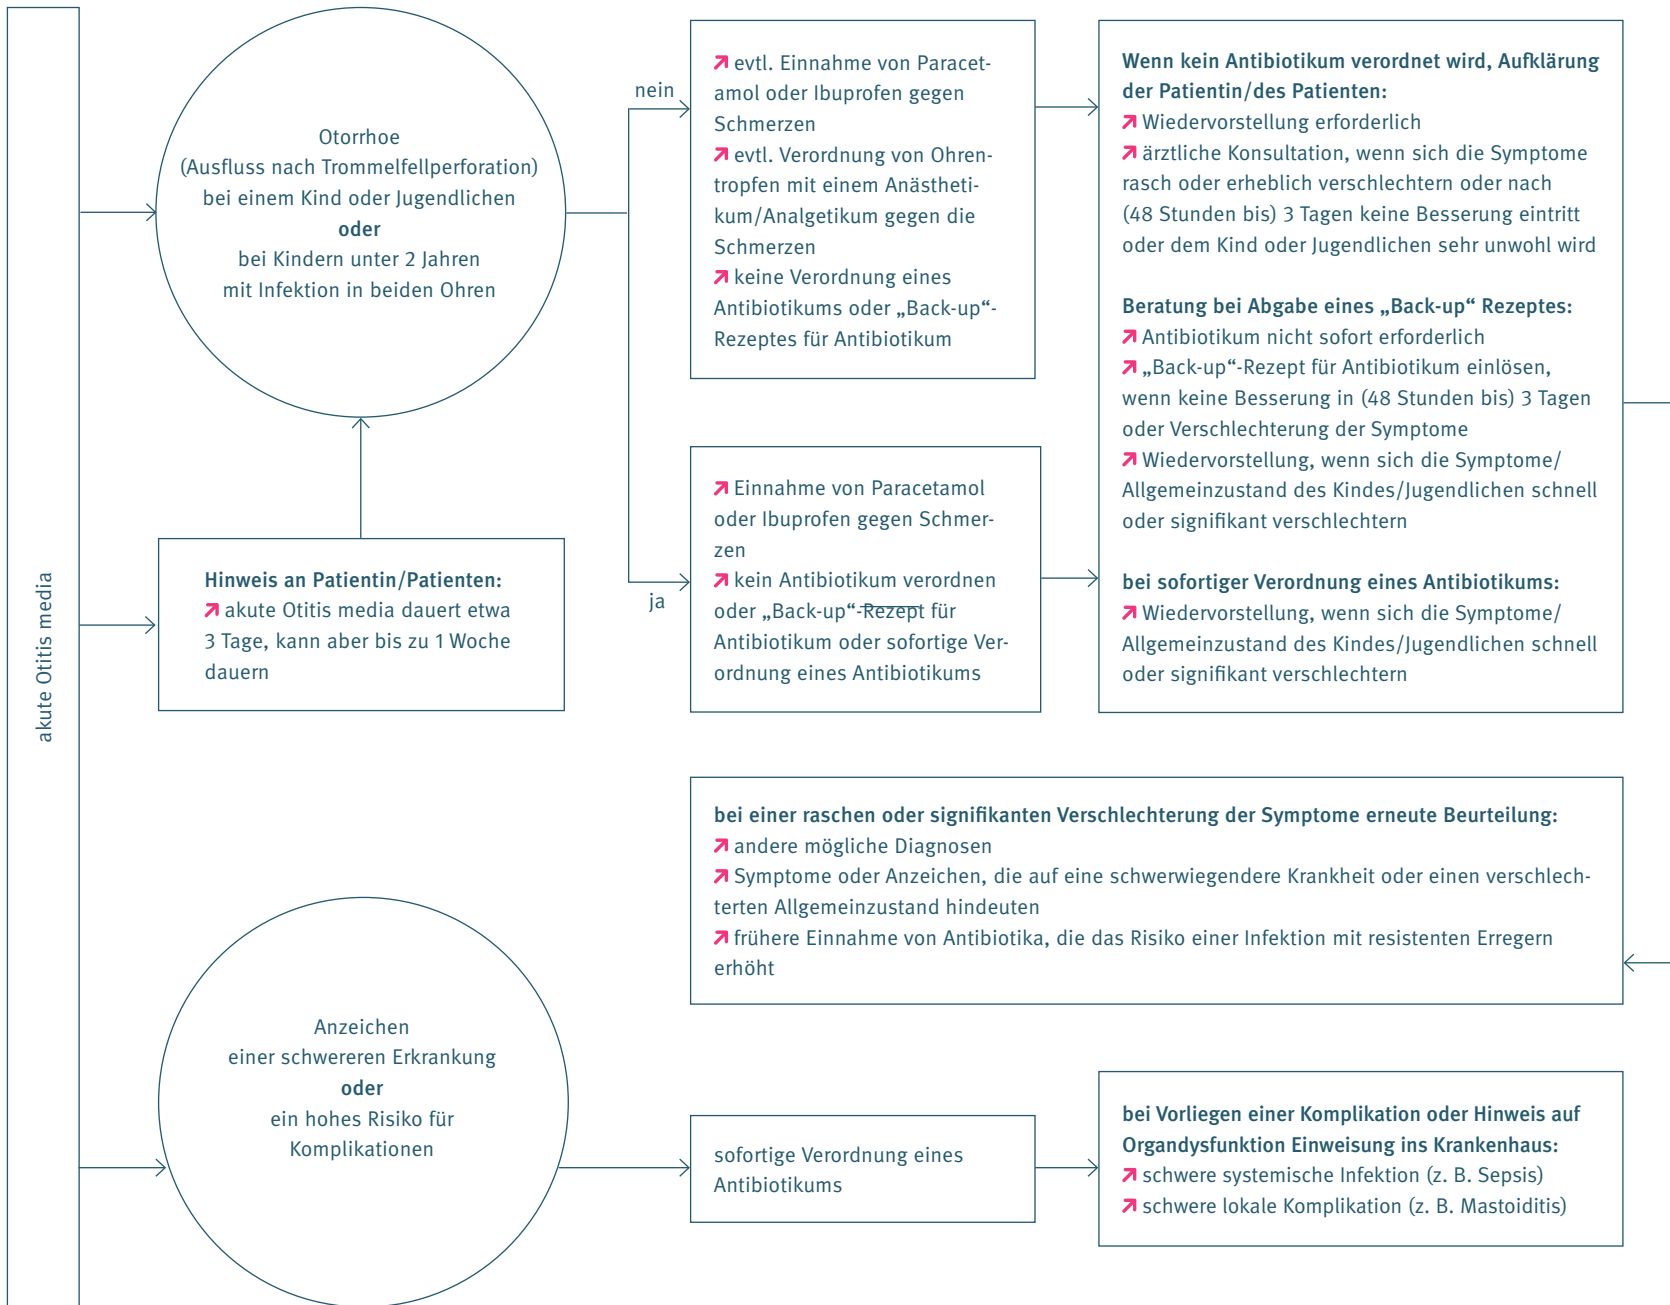 akute Otitis media
Otorrhoe
(Ausfluss nach Trommelfellperforation)
bei einem Kind oder Jugendlichen
oder
bei Kindern unter 2 Jahren
mit Infektion in beiden Ohren
Hinweis an Patientin/Patienten:
akute Otitis media dauert etwa
3 Tage, kann aber bis zu 1 Woche
dauern
nein
evtl. Einnahme von Paracet-
amol oder Ibuprofen gegen
Schmerzen
evtl. Verordnung von Ohren-
tropfen mit einem Anästheti-
kum/Analgetikum gegen die
Schmerzen
keine Verordnung eines
Antibiotikums oder „Back-up“-
Rezeptes für Antibiotikum
ja
Einnahme von Paracetamol
oder Ibuprofen gegen Schmer-
zen
kein Antibiotikum verordnen
oder „Back-up“-Rezept für
Antibiotikum oder sofortige Ver-
ordnung eines Antibiotikums
Wenn kein Antibiotikum verordnet wird, Aufklärung
der Patientin/des Patienten:
Wiedervorstellung erforderlich
ärztliche Konsultation, wenn sich die Symptome
rasch oder erheblich verschlechtern oder nach
(48 Stunden bis) 3 Tagen keine Besserung eintritt
oder dem Kind oder Jugendlichen sehr unwohl wird
Beratung bei Abgabe eines „Back-up“ Rezeptes:
Antibiotikum nicht sofort erforderlich
„Back-up“-Rezept für Antibiotikum einlösen,
wenn keine Besserung in (48 Stunden bis) 3 Tagen
oder Verschlechterung der Symptome
Wiedervorstellung, wenn sich die Symptome/
Allgemeinzustand des Kindes/Jugendlichen schnell
oder signifikant verschlechtern
bei sofortiger Verordnung eines Antibiotikums:
Wiedervorstellung, wenn sich die Symptome/
Allgemeinzustand des Kindes/Jugendlichen schnell
oder signifikant verschlechtern
bei einer raschen oder signifikanten Verschlechterung der Symptome erneute Beurteilung:
andere mögliche Diagnosen
Symptome oder Anzeichen, die auf eine schwerwiegendere Krankheit oder einen verschlech-
terten Allgemeinzustand hindeuten
frühere Einnahme von Antibiotika, die das Risiko einer Infektion mit resistenten Erregern
erhöht
Anzeichen
einer schwereren Erkrankung
oder
ein hohes Risiko für
Komplikationen
sofortige Verordnung eines
Antibiotikums
bei Vorliegen einer Komplikation oder Hinweis auf
Organdysfunktion Einweisung ins Krankenhaus:
schwere systemische Infektion (z. B. Sepsis)
schwere lokale Komplikation (z. B. Mastoiditis)